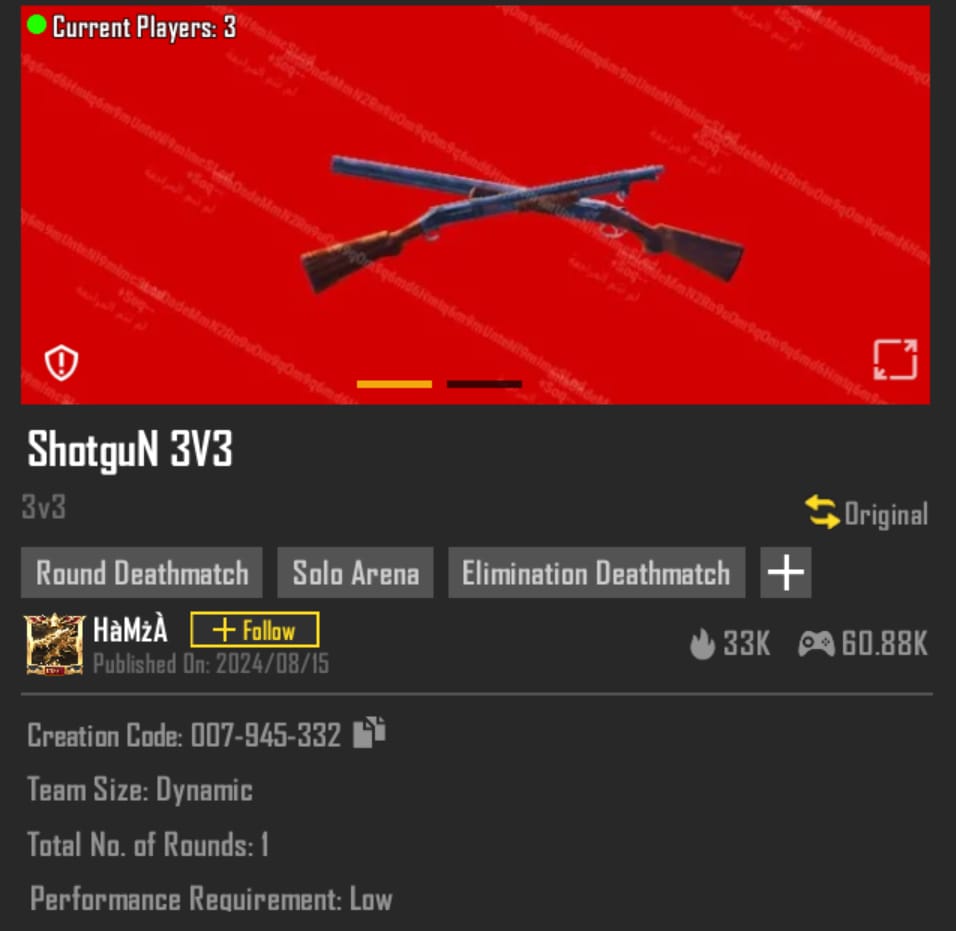 Current Players: 3
ShotguN 3V3
3v3
Original
Round Deathmatch
Solo Arena
Elimination Deathmatch
HàMżÀ
+ Follow
Published On: 2024/08/15
33K
60.88K
Creation Code: 007-945-332
Team Size: Dynamic
Total No. of Rounds: 1
Performance Requirement: Low